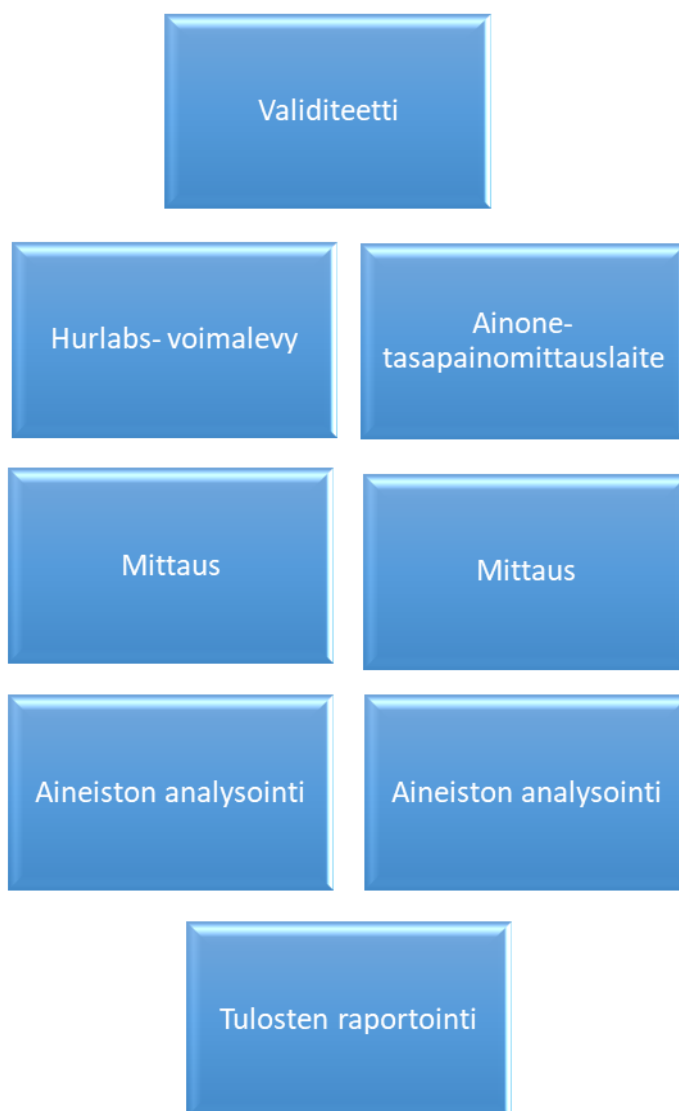 Validiteetti
Hurlabs- voimalevy
Ainone-
tasapainomittauslaite
Mittaus
Mittaus
Aineiston analysointi
Aineiston analysointi
Tulosten raportointi